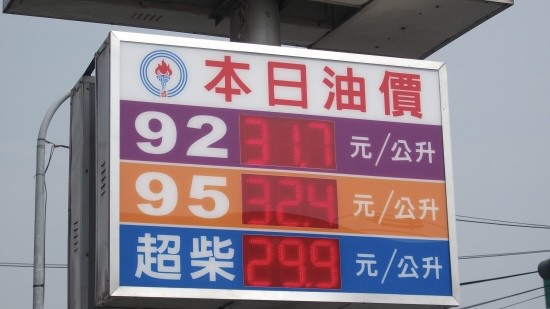 本日油價
92 31.7 元/公升
95 32.4 元/公升
超柴 29.9 元/公升